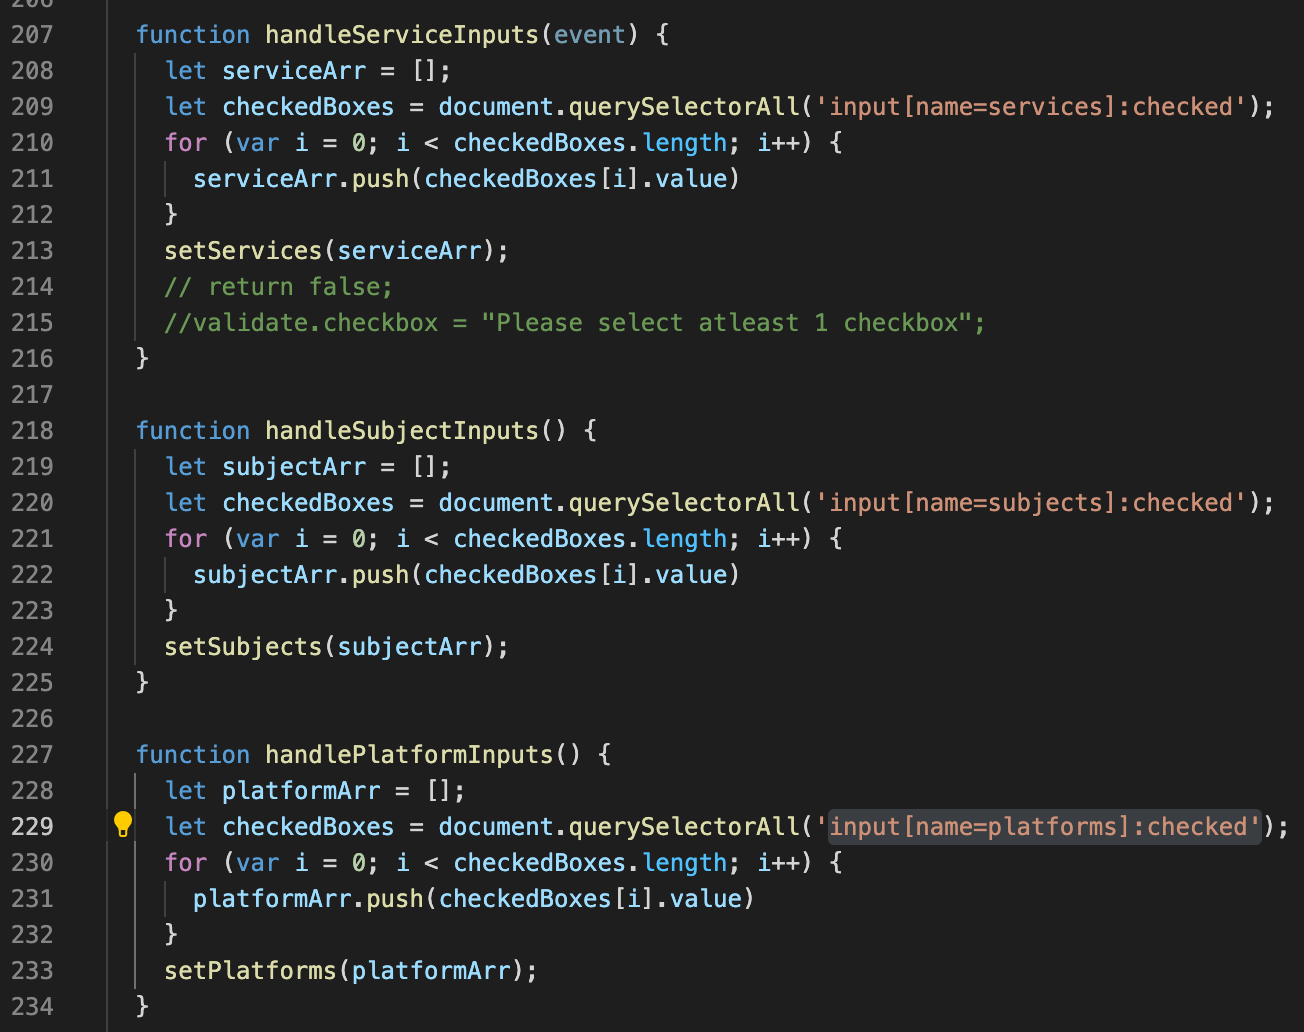 206
207 function handleServiceInputs(event) {
208 let serviceArr = [];
209 let checkedBoxes = document.querySelectorAll('input[name=services]:checked');
210 for (var i = 0; i < checkedBoxes.length; i++) {
211 serviceArr.push(checkedBoxes[i].value)
212 }
213 setServices(serviceArr);
214 // return false;
215 //validate.checkbox = "Please select atleast 1 checkbox";
216 }
217
218 function handleSubjectInputs() {
219 let subjectArr = [];
220 let checkedBoxes = document.querySelectorAll('input[name=subjects]:checked');
221 for (var i = 0; i < checkedBoxes.length; i++) {
222 subjectArr.push(checkedBoxes[i].value)
223 }
224 setSubjects(subjectArr);
225 }
226
227 function handlePlatformInputs() {
228 let platformArr = [];
229 let checkedBoxes = document.querySelectorAll('input[name=platforms]:checked');
230 for (var i = 0; i < checkedBoxes.length; i++) {
231 platformArr.push(checkedBoxes[i].value)
232 }
233 setPlatforms(platformArr);
234 }